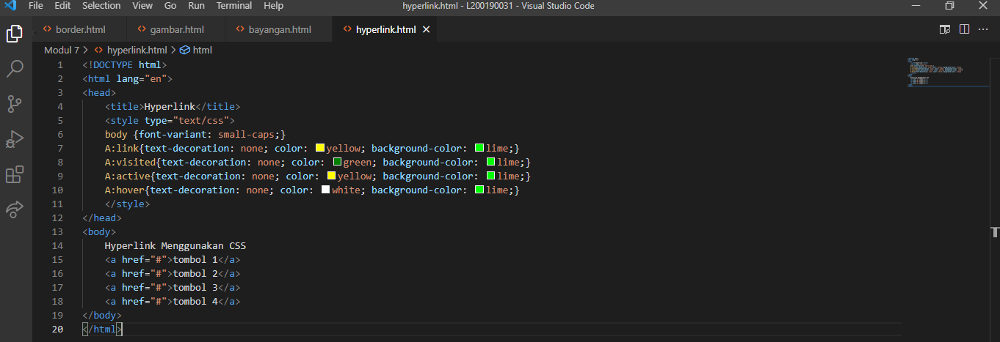 File Edit Selection View Go Run Terminal Help hyperlink.html - L200190031 - Visual Studio Code
border.html gambar.html bayangan.html hyperlink.html
Modul 7 > hyperlink.html > html
1 <!DOCTYPE html>
2 <html lang="en">
3 <head>
4 <title>Hyperlink</title>
5 <style type="text/css">
6 body {font-variant: small-caps;}
7 A:link{text-decoration: none; color: yellow; background-color: lime;}
8 A:visited{text-decoration: none; color: green; background-color: lime;}
9 A:active{text-decoration: none; color: yellow; background-color: lime;}
10 A:hover{text-decoration: none; color: white; background-color: lime;}
11 </style>
12 </head>
13 <body>
14 Hyperlink Menggunakan CSS
15 <a href="#">tombol 1</a>
16 <a href="#">tombol 2</a>
17 <a href="#">tombol 3</a>
18 <a href="#">tombol 4</a>
19 </body>
20 </html>